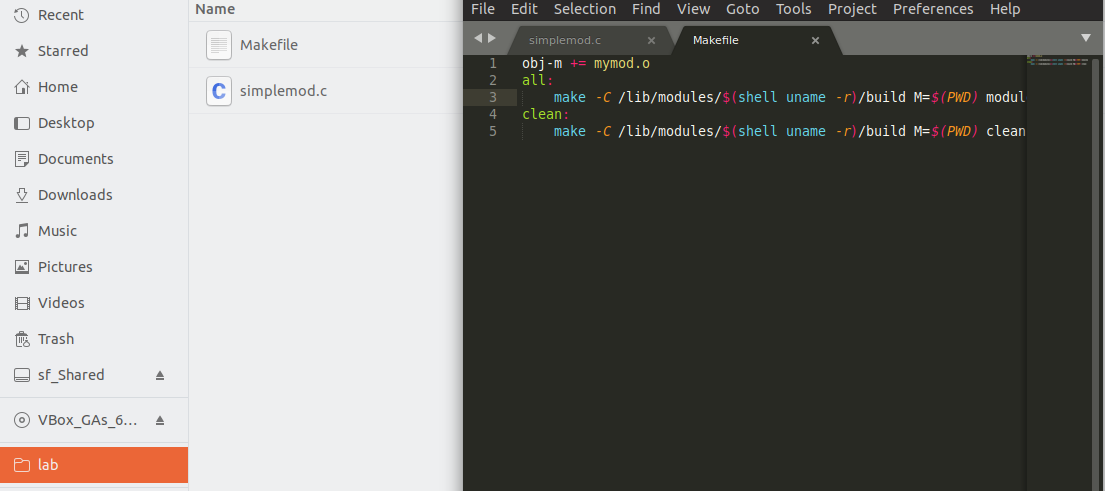 Recent
Starred
Home
Desktop
Documents
Downloads
Music
Pictures
Videos
Trash
sf_Shared
VBox_GAs_6...
lab
Name
Makefile
simplemod.c
File Edit Selection Find View Goto Tools Project Preferences Help
simplemod.c × Makefile ×
1 obj-m += mymod.o
2 all:
3 make -C /lib/modules/$(shell uname -r)/build M=$(PWD) modul
4 clean:
5 make -C /lib/modules/$(shell uname -r)/build M=$(PWD) clean